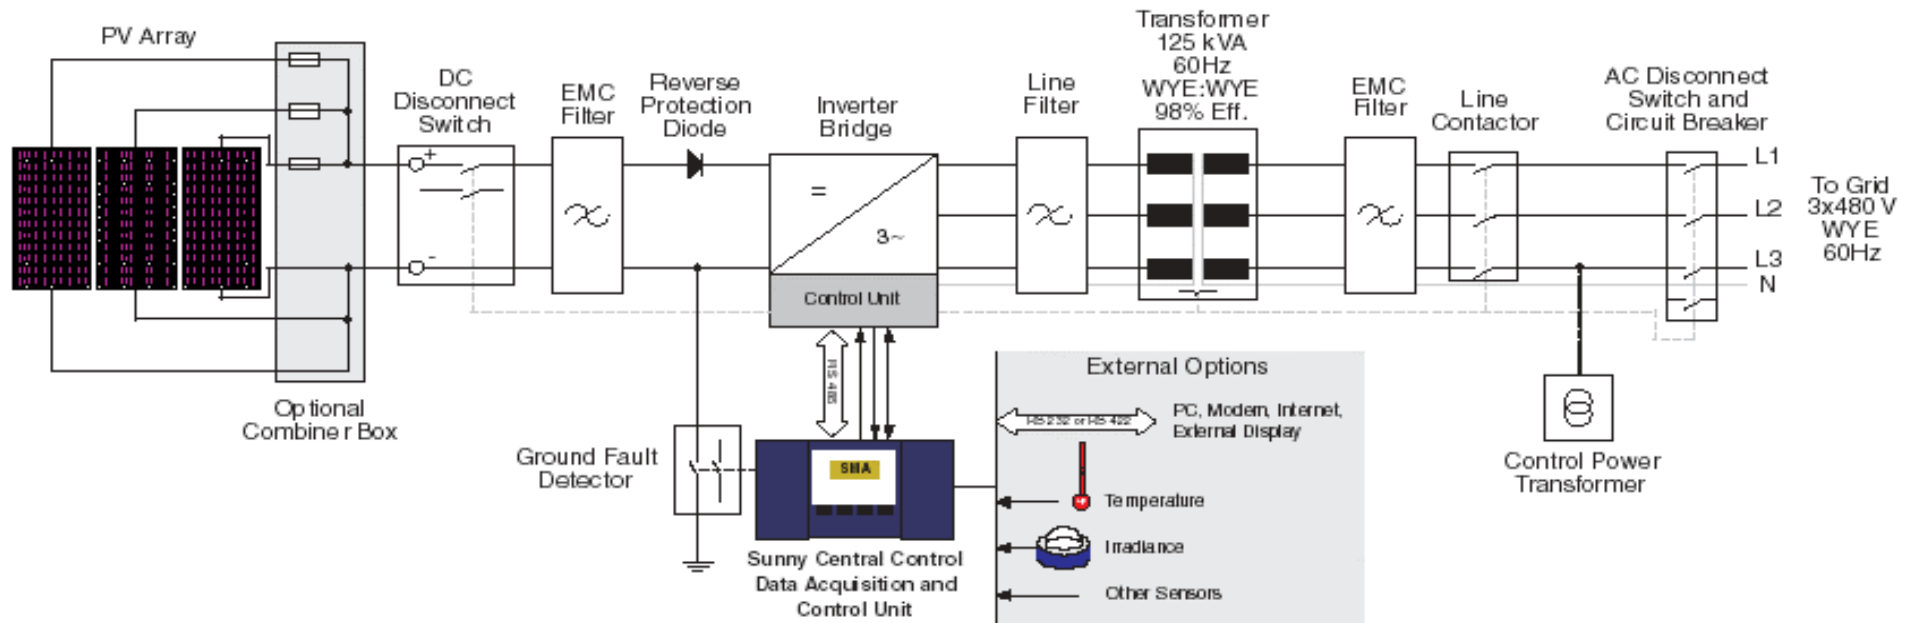 PV Array
Optional
Combiner Box
DC
Disconnect
Switch
+
-
EMC
Filter
Reverse
Protection
Diode
Inverter
Bridge
=
3~
Control Unit
Line
Filter
Transformer
125 kVA
60Hz
WYE:WYE
98% Eff.
EMC
Filter
Line
Contactor
AC Disconnect
Switch and
Circuit Breaker
L1
L2
L3
N
To Grid
3x480 V
WYE
60Hz
RS 485
Ground Fault
Detector
SMA
Sunny Central Control
Data Acquisition and
Control Unit
External Options
RS 232 or RS 422
PC, Modem, Internet,
External Display
Temperature
Irradiance
Other Sensors
Control Power
Transformer